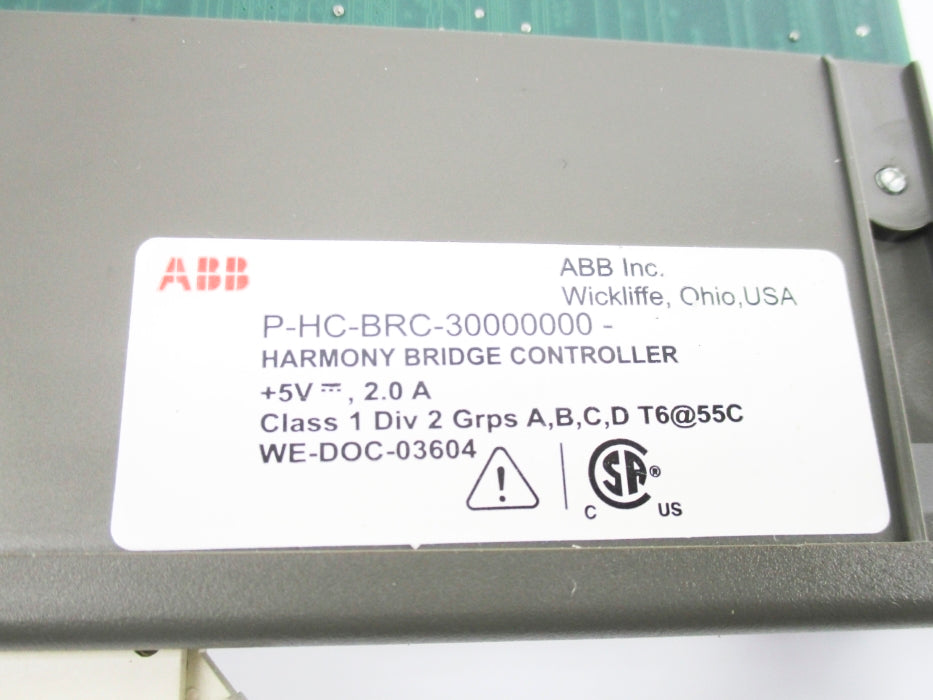 ABB
ABB Inc.
Wickliffe, Ohio,USA
P-HC-BRC-30000000 -
HARMONY BRIDGE CONTROLLER
+5V ⎓, 2.0 A
Class 1 Div 2 Grps A,B,C,D T6@55C
WE-DOC-03604
!
C SA ® US